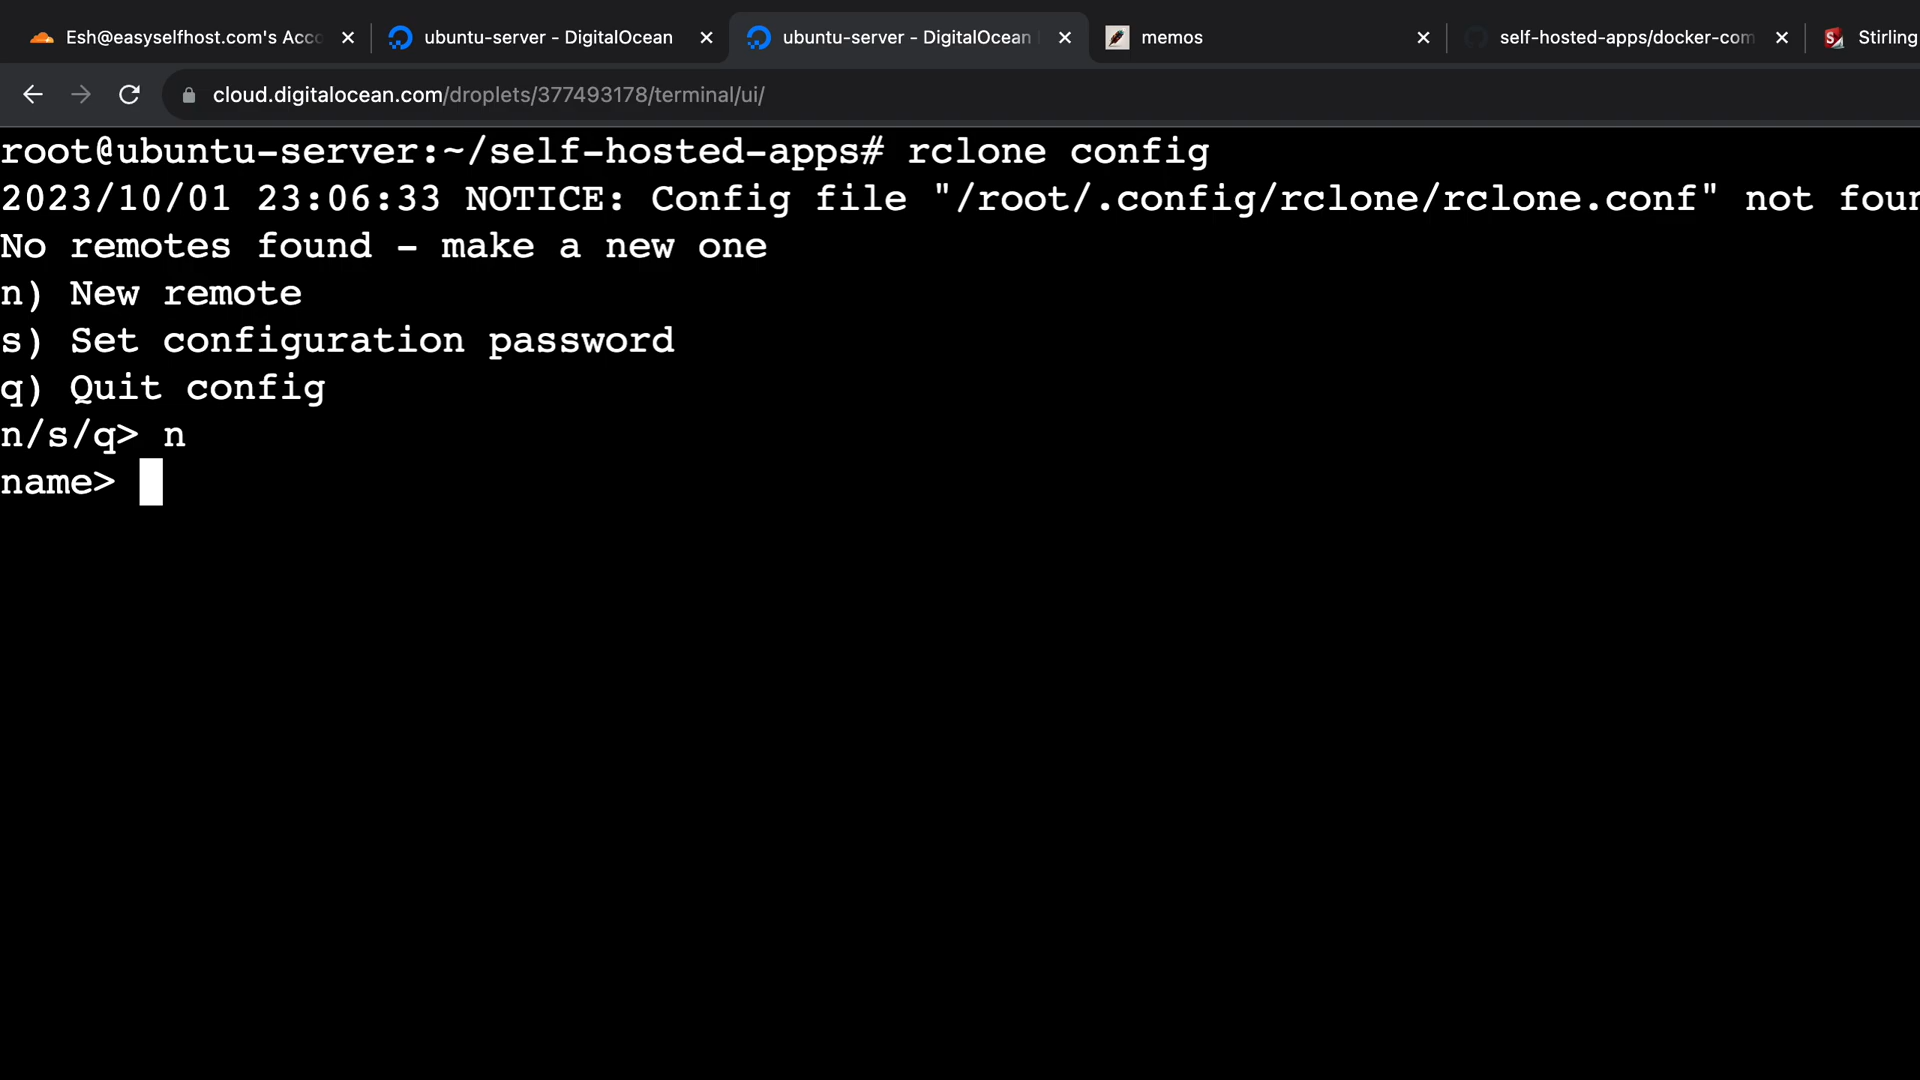 Esh@easyselfhost.com's Acco
ubuntu-server - DigitalOcean
ubuntu-server - DigitalOcean
memos
self-hosted-apps/docker-com
Stirling
cloud.digitalocean.com/droplets/377493178/terminal/ui/
root@ubuntu-server:~/self-hosted-apps# rclone config
2023/10/01 23:06:33 NOTICE: Config file "/root/.config/rclone/rclone.conf" not foun
No remotes found - make a new one
n) New remote
s) Set configuration password
q) Quit config
n/s/q> n
name>